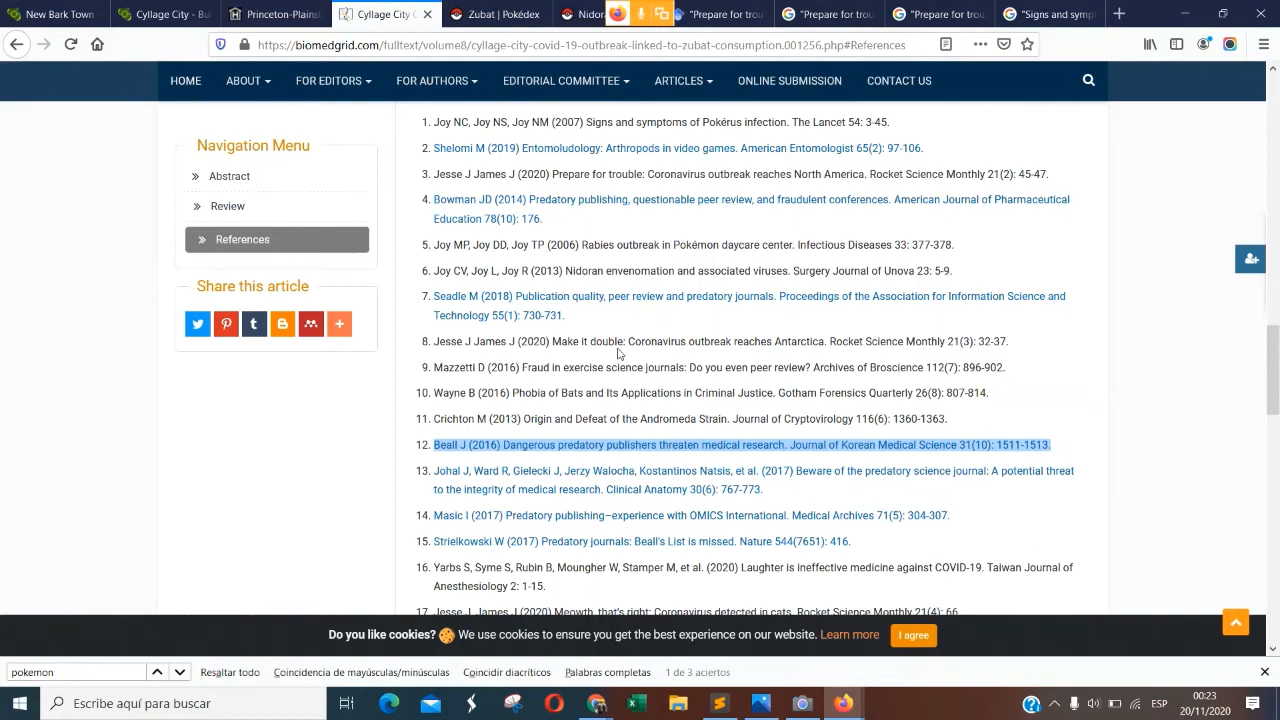 New Bark Town
Cyllage City - Bul
Princeton-Plainsb
Cyllage City C
Zubat | Pokédex
Nidora
"Prepare for trou
"Prepare for trou
"Prepare for trou
"Signs and symp
https://biomedgrid.com/fulltext/volume8/cyllage-city-covid-19-outbreak-linked-to-zubat-consumption.001256.php#References
HOME ABOUT FOR EDITORS FOR AUTHORS EDITORIAL COMMITTEE ARTICLES ONLINE SUBMISSION CONTACT US
Navigation Menu
Abstract
Review
References
Share this article
1. Joy NC, Joy NS, Joy NM (2007) Signs and symptoms of Pokérus infection. The Lancet 54: 3-45.
2. Shelomi M (2019) Entomoludology: Arthropods in video games. American Entomologist 65(2): 97-106.
3. Jesse J James J (2020) Prepare for trouble: Coronavirus outbreak reaches North America. Rocket Science Monthly 21(2): 45-47.
4. Bowman JD (2014) Predatory publishing, questionable peer review, and fraudulent conferences. American Journal of Pharmaceutical
Education 78(10): 176.
5. Joy MP, Joy DD, Joy TP (2006) Rabies outbreak in Pokémon daycare center. Infectious Diseases 33: 377-378.
6. Joy CV, Joy L, Joy R (2013) Nidoran envenomation and associated viruses. Surgery Journal of Unova 23: 5-9.
7. Seadle M (2018) Publication quality, peer review and predatory journals. Proceedings of the Association for Information Science and
Technology 55(1): 730-731.
8. Jesse J James J (2020) Make it double: Coronavirus outbreak reaches Antarctica. Rocket Science Monthly 21(3): 32-37.
9. Mazzetti D (2016) Fraud in exercise science journals: Do you even peer review? Archives of Broscience 112(7): 896-902.
10. Wayne B (2016) Phobia of Bats and Its Applications in Criminal Justice. Gotham Forensics Quarterly 26(8): 807-814.
11. Crichton M (2013) Origin and Defeat of the Andromeda Strain. Journal of Cryptovirology 116(6): 1360-1363.
12. Beall J (2016) Dangerous predatory publishers threaten medical research. Journal of Korean Medical Science 31(10): 1511-1513.
13. Johal J, Ward R, Gielecki J, Jerzy Walocha, Kostantinos Natsis, et al. (2017) Beware of the predatory science journal: A potential threat
to the integrity of medical research. Clinical Anatomy 30(6): 767-773.
14. Masic I (2017) Predatory publishing–experience with OMICS International. Medical Archives 71(5): 304-307.
15. Strielkowski W (2017) Predatory journals: Beall's List is missed. Nature 544(7651): 416.
16. Yarbs S, Syme S, Rubin B, Moungher W, Stamper M, et al. (2020) Laughter is ineffective medicine against COVID-19. Taiwan Journal of
Anesthesiology 2: 1-15.
17. Jesse J, James J (2020) Meowth, that's right: Coronavirus detected in cats. Rocket Science Monthly 21(4): 66.
Do you like cookies? We use cookies to ensure you get the best experience on our website. Learn more I agree
pokemon Resaltar todo Coincidencia de mayúsculas/minúsculas Coincidir diacríticos Palabras completas 1 de 3 aciertos
Escribe aquí para buscar
ESP
00:23
20/11/2020